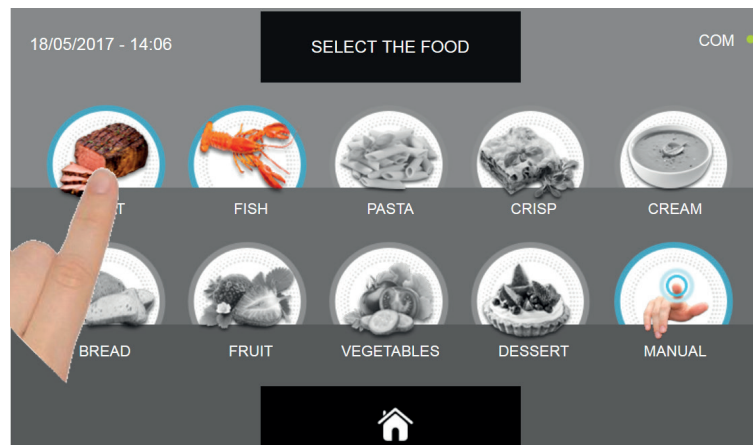 18/05/2017 - 14:06
SELECT THE FOOD
COM
FISH
PASTA
CRISP
CREAM
BREAD
FRUIT
VEGETABLES
DESSERT
MANUAL